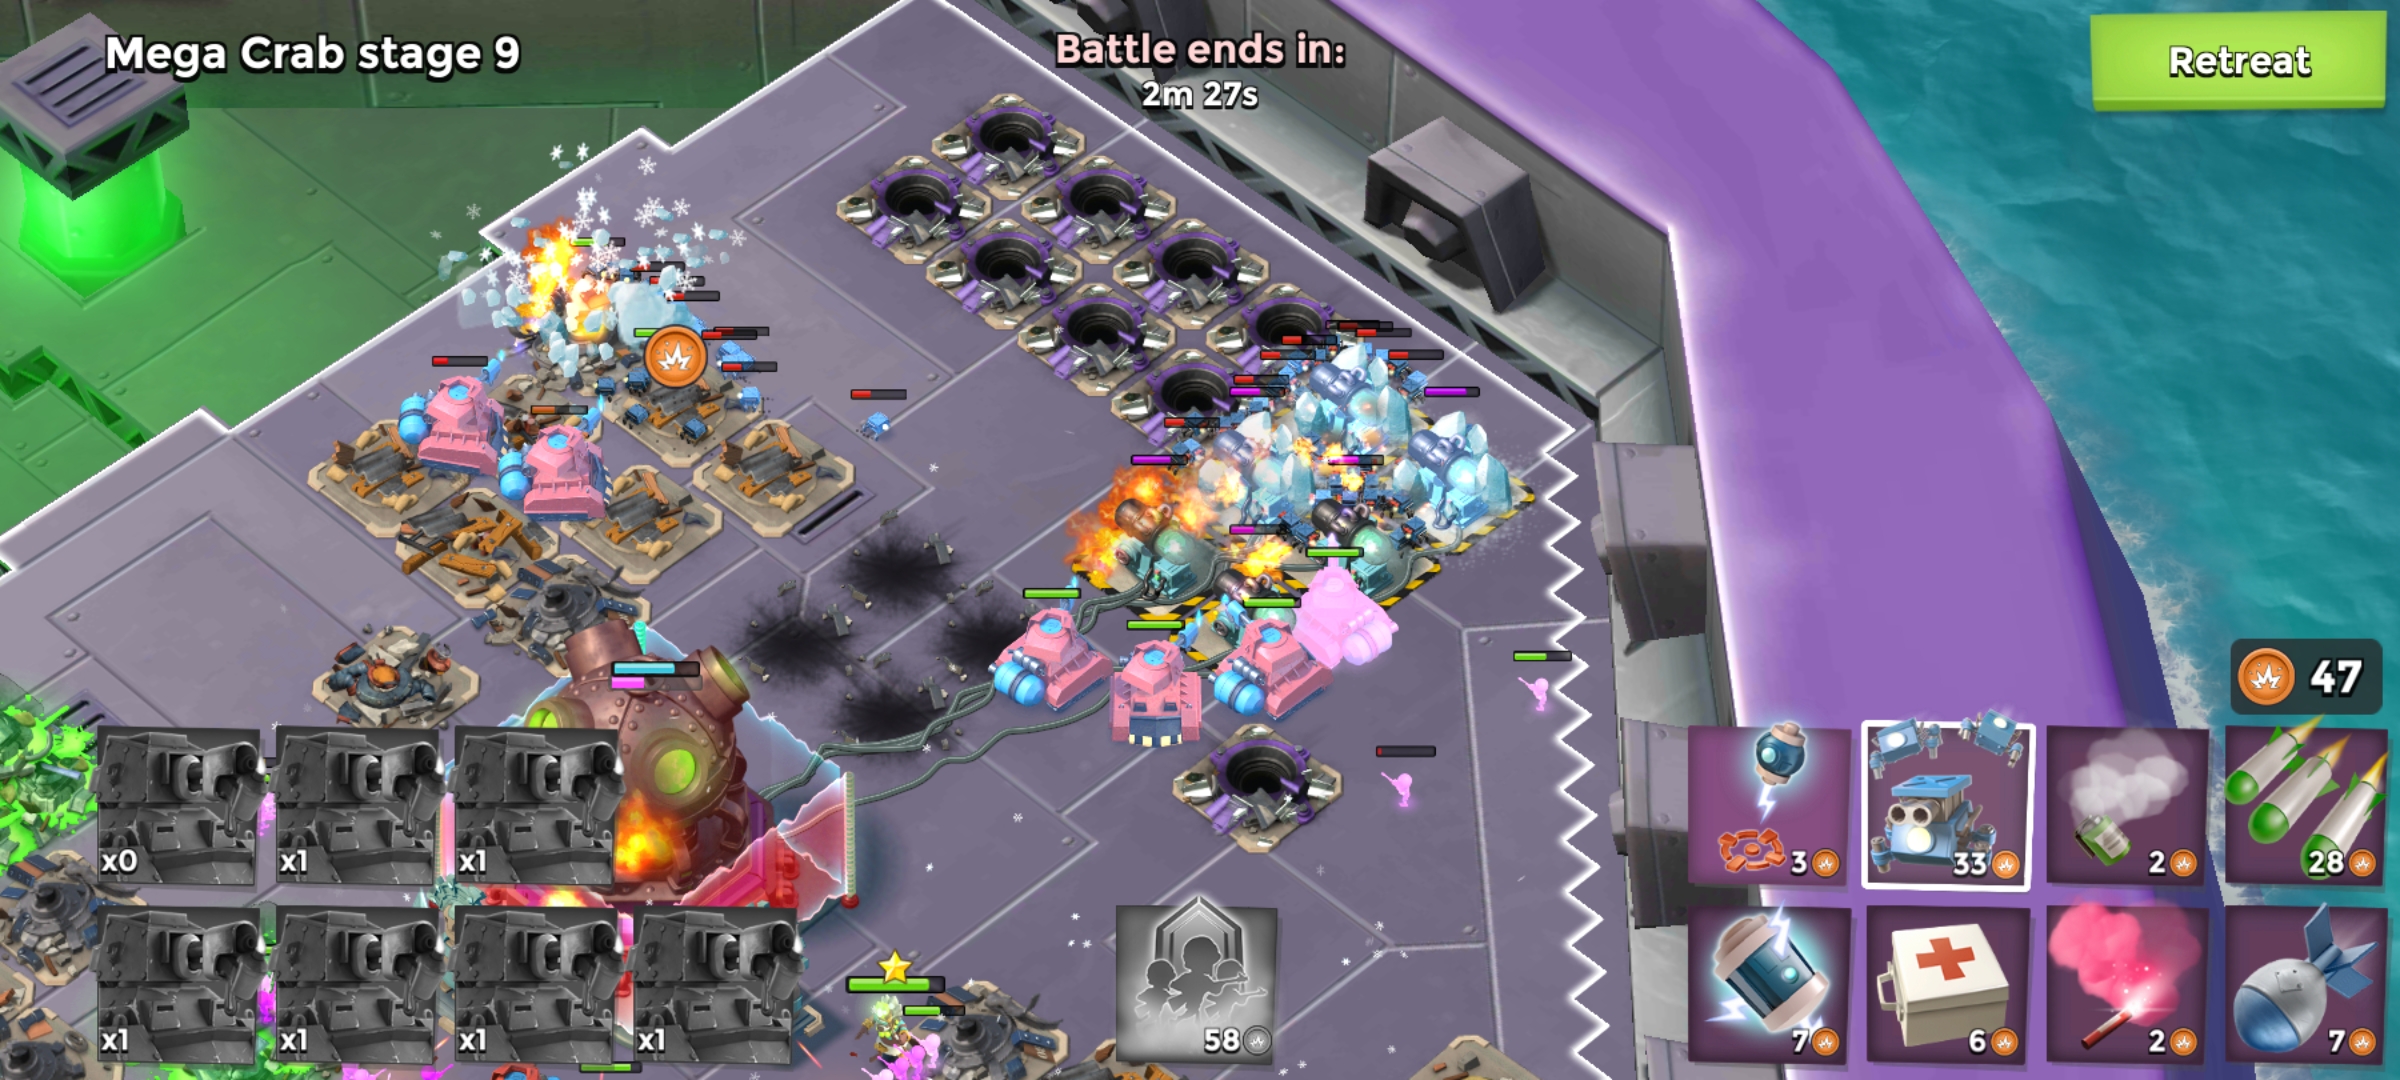 Mega Crab stage 9
Battle ends in:
2m 27s
Retreat
47
x0
x1
x1
3
33
2
28
x1
x1
x1
x1
58
7
6
2
7